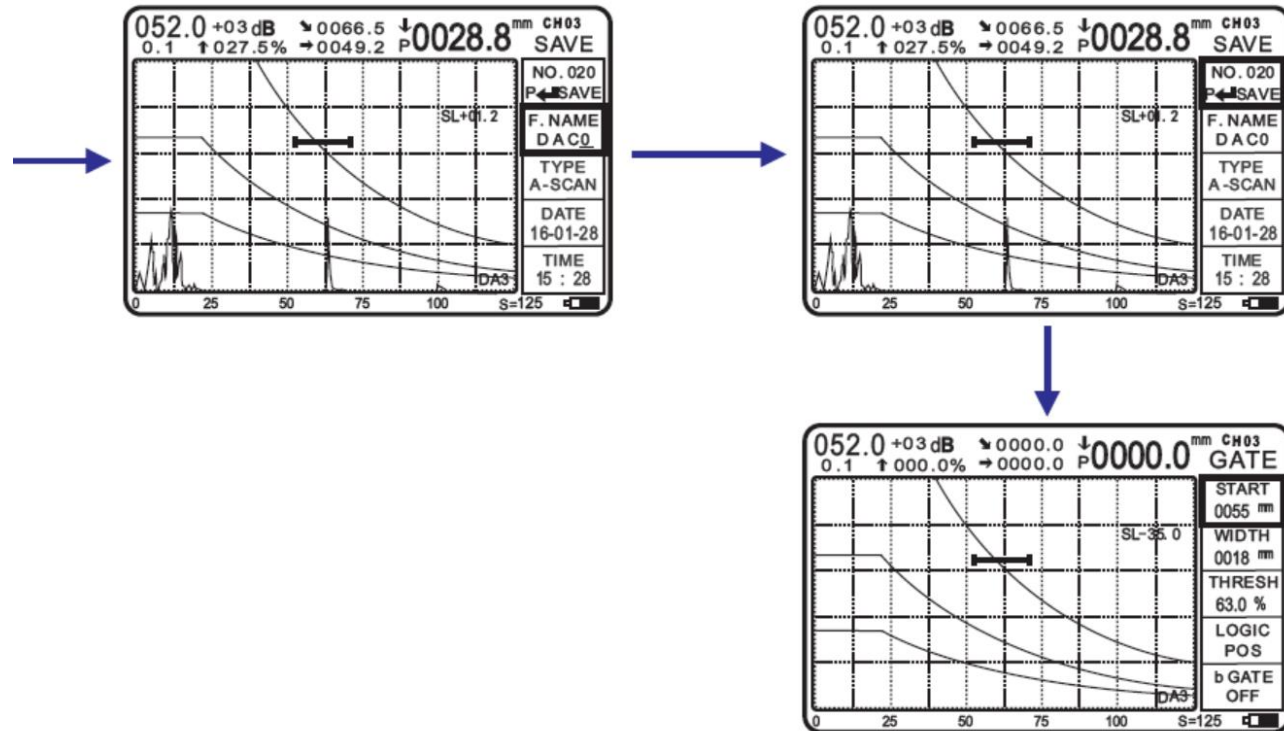 052.0 +03 dB ↘ 0066.5 ↓ mm CH03
0.1 ↑ 027.5% → 0049.2 P 0028.8 SAVE
NO. 020
P SAVE
SL+01.2
F. NAME
DAC0
TYPE
A-SCAN
DATE
16-01-28
TIME
15 : 28
DA3
0 25 50 75 100 S=125
052.0 +03 dB ↘ 0066.5 ↓ mm CH03
0.1 ↑ 027.5% → 0049.2 P 0028.8 SAVE
NO. 020
P SAVE
SL+01.2
F. NAME
DAC0
TYPE
A-SCAN
DATE
16-01-28
TIME
15 : 28
DA3
0 25 50 75 100 S=125
052.0 +03 dB ↘ 0000.0 ↓ mm CH03
0.1 ↑ 000.0% → 0000.0 P 0000.0 GATE
START
0055 mm
SL-35.0
WIDTH
0018 mm
THRESH
63.0 %
LOGIC
POS
b GATE
OFF
DA3
0 25 50 75 100 S=125